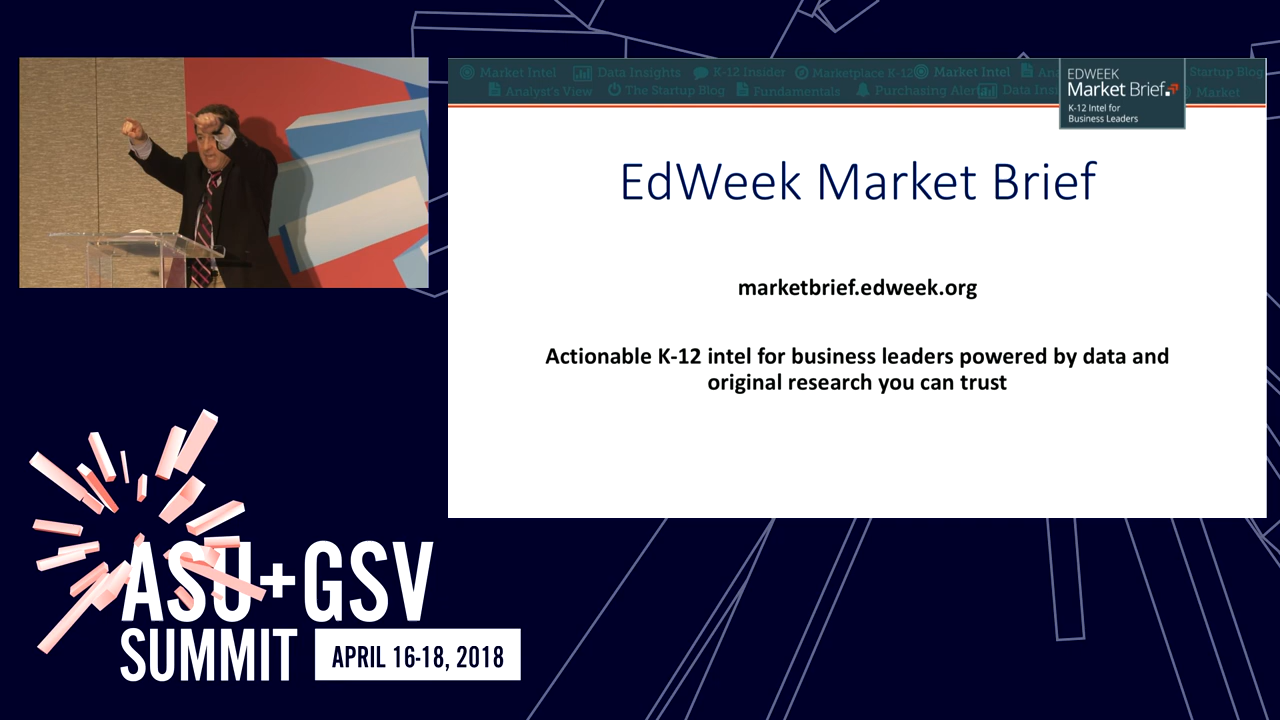 Market Intel Data Insights K-12 Insider Marketplace K-12 Market Intel
Startup Blog
Analyst's View The Startup Blog Fundamentals Purchasing Alert
Market
EDWEEK
Market Brief
K-12 Intel for
Business Leaders
EdWeek Market Brief
marketbrief.edweek.org
Actionable K-12 intel for business leaders powered by data and
original research you can trust
ASU+GSV
SUMMIT
APRIL 16-18, 2018